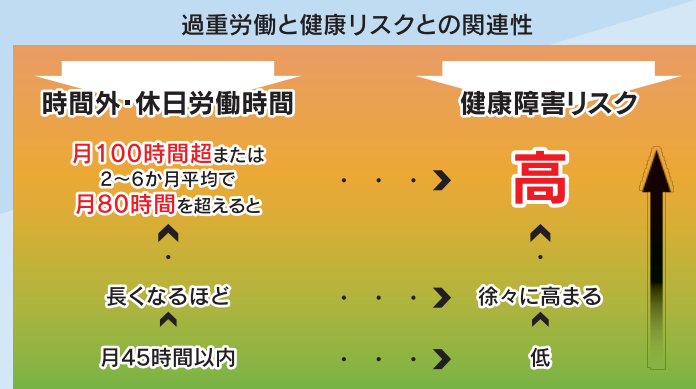 過重労働と健康リスクとの関連性
時間外・休日労働時間
健康障害リスク
月100時間超または
2〜6か月平均で
月80時間を超えると
高
長くなるほど
徐々に高まる
月45時間以内
低